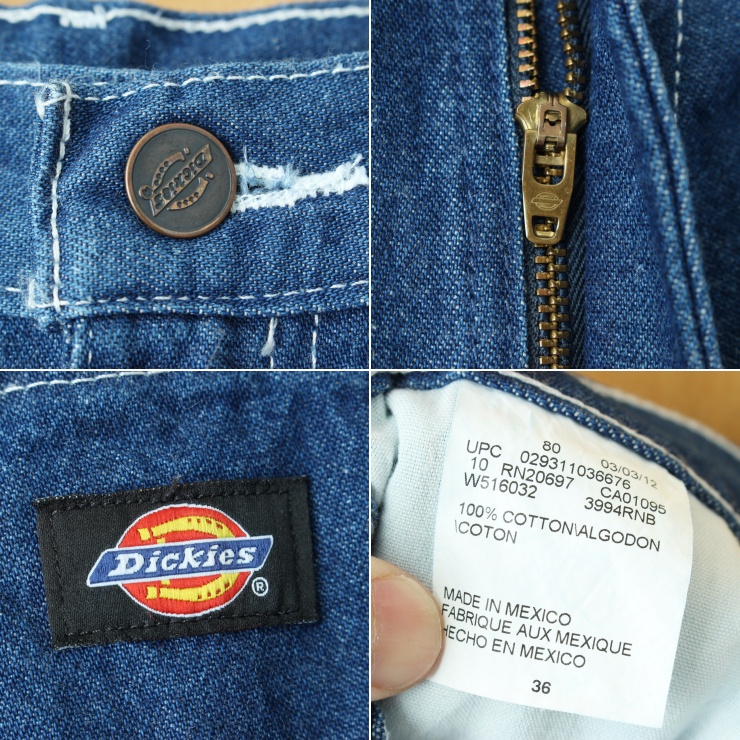 DICKIES
Dickies
®
80
UPC 029311036676 03/03/12
10 RN20697 CA01095
W516032 3994RNB
100% COTTON\ALGODON
\COTON
MADE IN MEXICO
FABRIQUE AUX MEXIQUE
HECHO EN MEXICO
36